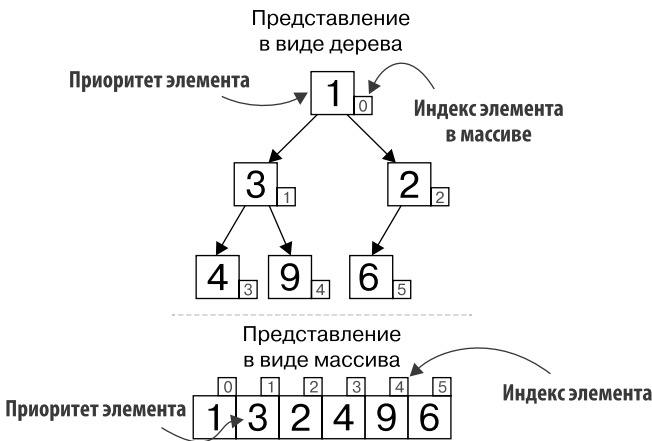 Представление
в виде дерева
Приоритет элемента
1
0
Индекс элемента
в массиве
3
1
2
2
4
3
9
4
6
5
Представление
в виде массива
0 1 2 3 4 5
Индекс элемента
Приоритет элемента
1 3 2 4 9 6